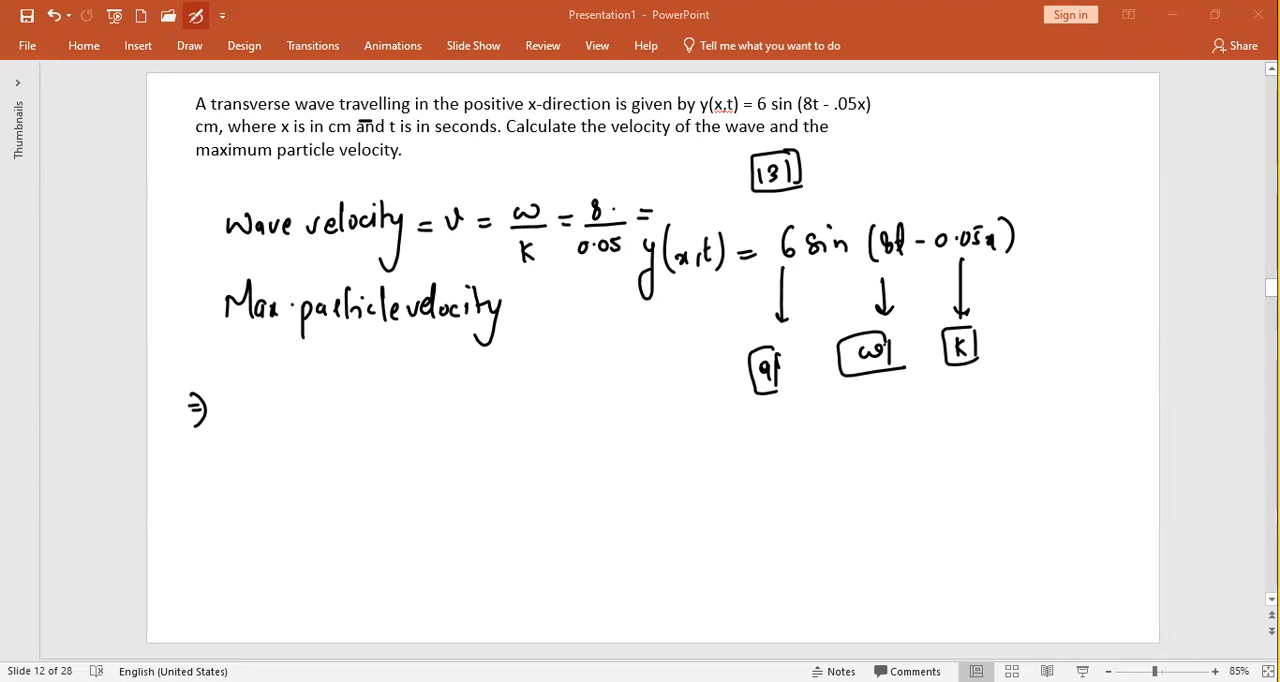 Presentation1 - PowerPoint
Sign in
File Home Insert Draw Design Transitions Animations Slide Show Review View Help Tell me what you want to do Share
Thumbnails
A transverse wave travelling in the positive x-direction is given by y(x,t) = 6 sin (8t - .05x)
cm, where x is in cm and t is in seconds. Calculate the velocity of the wave and the
maximum particle velocity.
|3|
Wave velocity = v = ω/K = 8/0.05 =
y(x,t) = 6 sin (8t - 0.05x)
Max. particle velocity
a ω K
⇒
Slide 12 of 28 English (United States) Notes Comments 85%